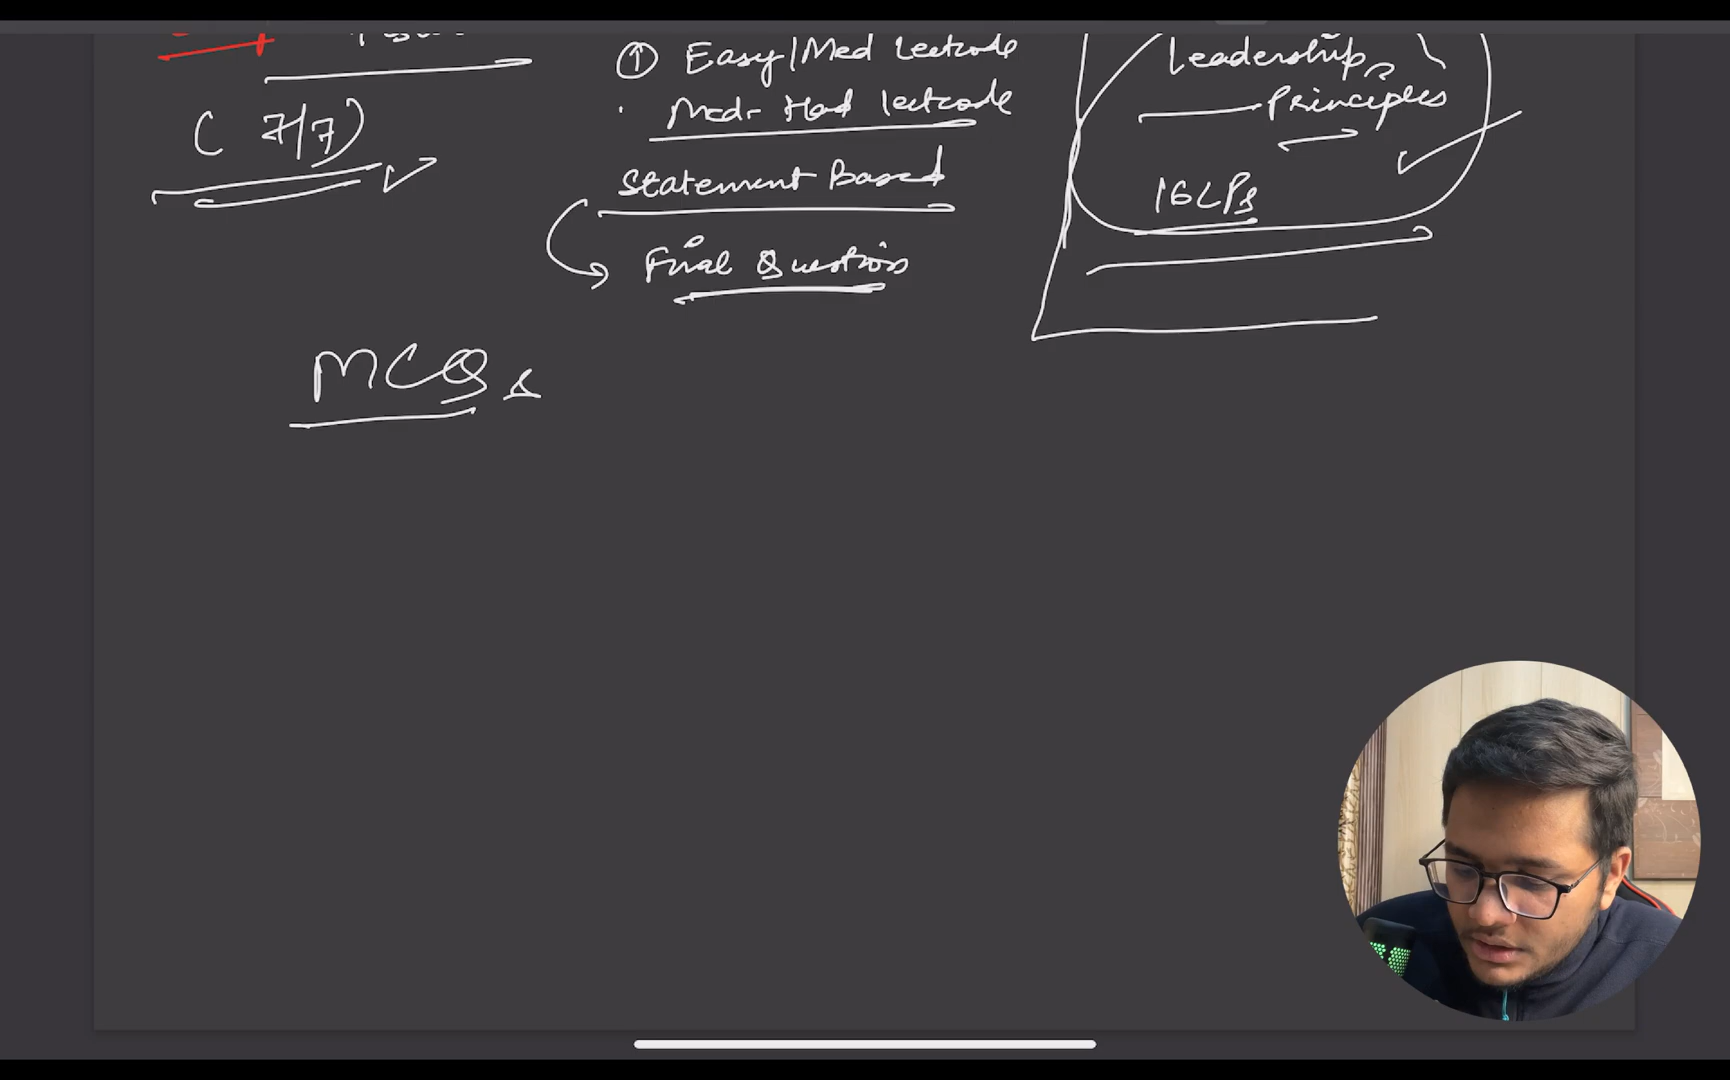 ( 7/7)
① Easy/Med leetcode
Med- Hard leetcode
Statement Based
Final Questions
Leadership
Principles
16LPs
MCQs